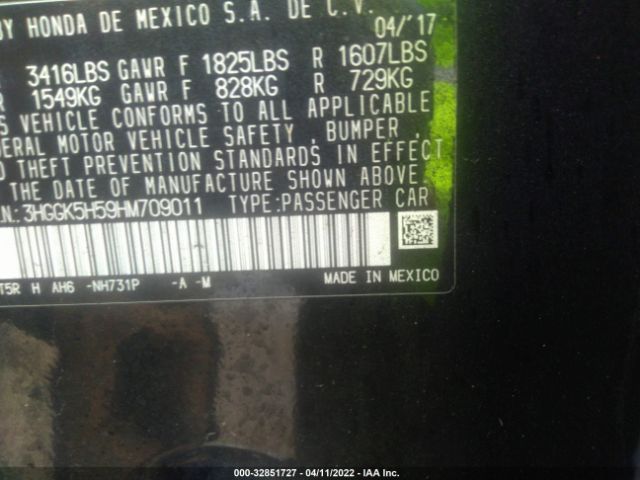 BY HONDA DE MEXICO S.A. DE C.V.
04/'17
3416LBS GAWR F 1825LBS R 1607LBS
1549KG GAWR F 828KG R 729KG
VEHICLE CONFORMS TO ALL APPLICABLE
MOTOR VEHICLE SAFETY, BUMPER,
THEFT PREVENTION STANDARDS IN EFFECT
THE DATE OF MANUFACTURE SHOWN ABOVE.
.N.:3HGGK5H59HM709011 TYPE:PASSENGER CAR
T5R H AH6 -NH731P -A -M MADE IN MEXICO
000-32851727 - 04/11/2022 - IAA Inc.